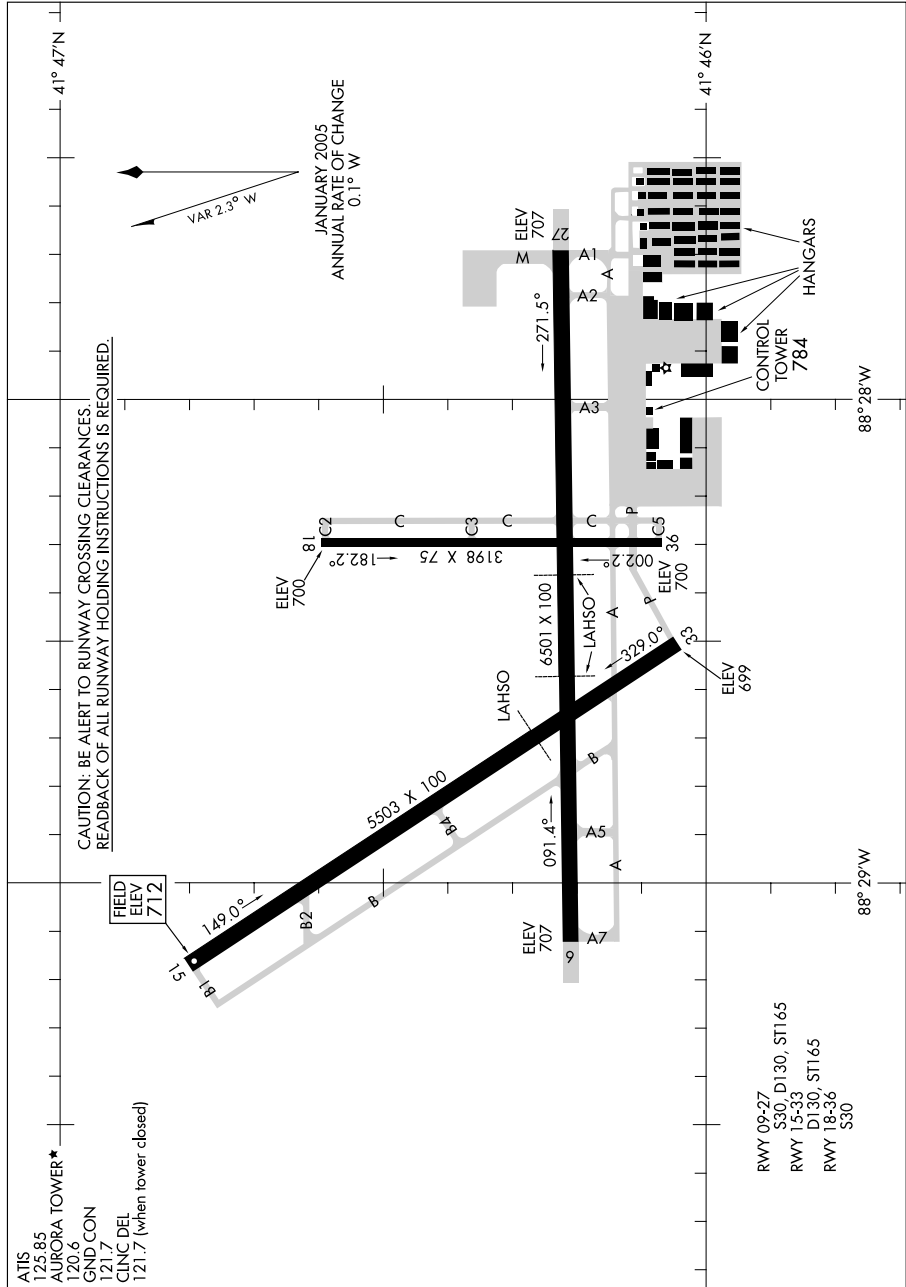 ATIS
125.85
AURORA TOWER★
120.6
GND CON
121.7
CLNC DEL
121.7 (when tower closed)
CAUTION: BE ALERT TO RUNWAY CROSSING CLEARANCES.
READBACK OF ALL RUNWAY HOLDING INSTRUCTIONS IS REQUIRED.
41° 47' N
VAR 2.3° W
JANUARY 2005
ANNUAL RATE OF CHANGE
0.1° W
FIELD
ELEV
712
15
149.0°
B1
B2
B
B4
5503 X 100
LAHSO
B
ELEV
700
18
C2
182.2°
C
C3
C
3198 X 75
ELEV
707
27
M
A1
A
A2
271.5°
A3
6501 X 100
LAHSO
C
P
C5
002.2°
36
ELEV
700
A
P
329.0°
33
ELEV
699
091.4°
A5
A
A7
9
ELEV
707
CONTROL
TOWER
784
HANGARS
41° 46' N
88° 28'W
88° 29'W
RWY 09-27
S30, D130, ST165
RWY 15-33
D130, ST165
RWY 18-36
S30